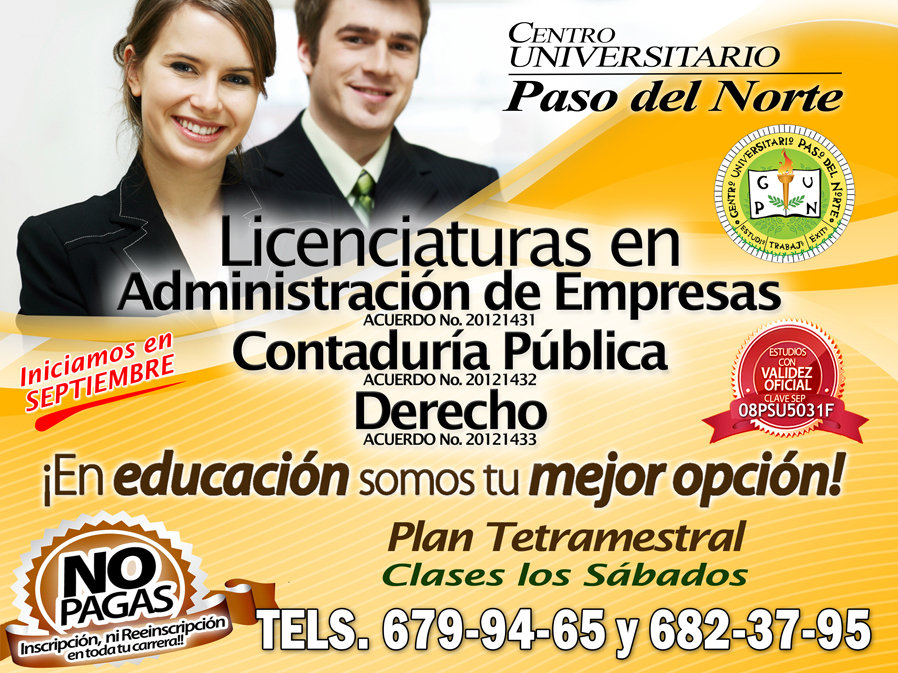 CENTRO
UNIVERSITARIO
Paso del Norte
CENTRO UNIVERSITARIO PASO DEL NORTE
G U
P N
ESTUDIO TRABAJO ÉXITO
Licenciaturas en
Administración de Empresas
ACUERDO No. 20121431
Contaduría Pública
ACUERDO No. 20121432
Derecho
ACUERDO No. 20121433
Iniciamos en
SEPTIEMBRE
ESTUDIOS
CON
VALIDEZ
OFICIAL
CLAVE SEP
08PSU5031F
¡En educación somos tu mejor opción!
Plan Tetramestral
Clases los Sábados
NO
PAGAS
Inscripción, ni Reeinscripción
en toda tu carrera!!
TELS. 679-94-65 y 682-37-95